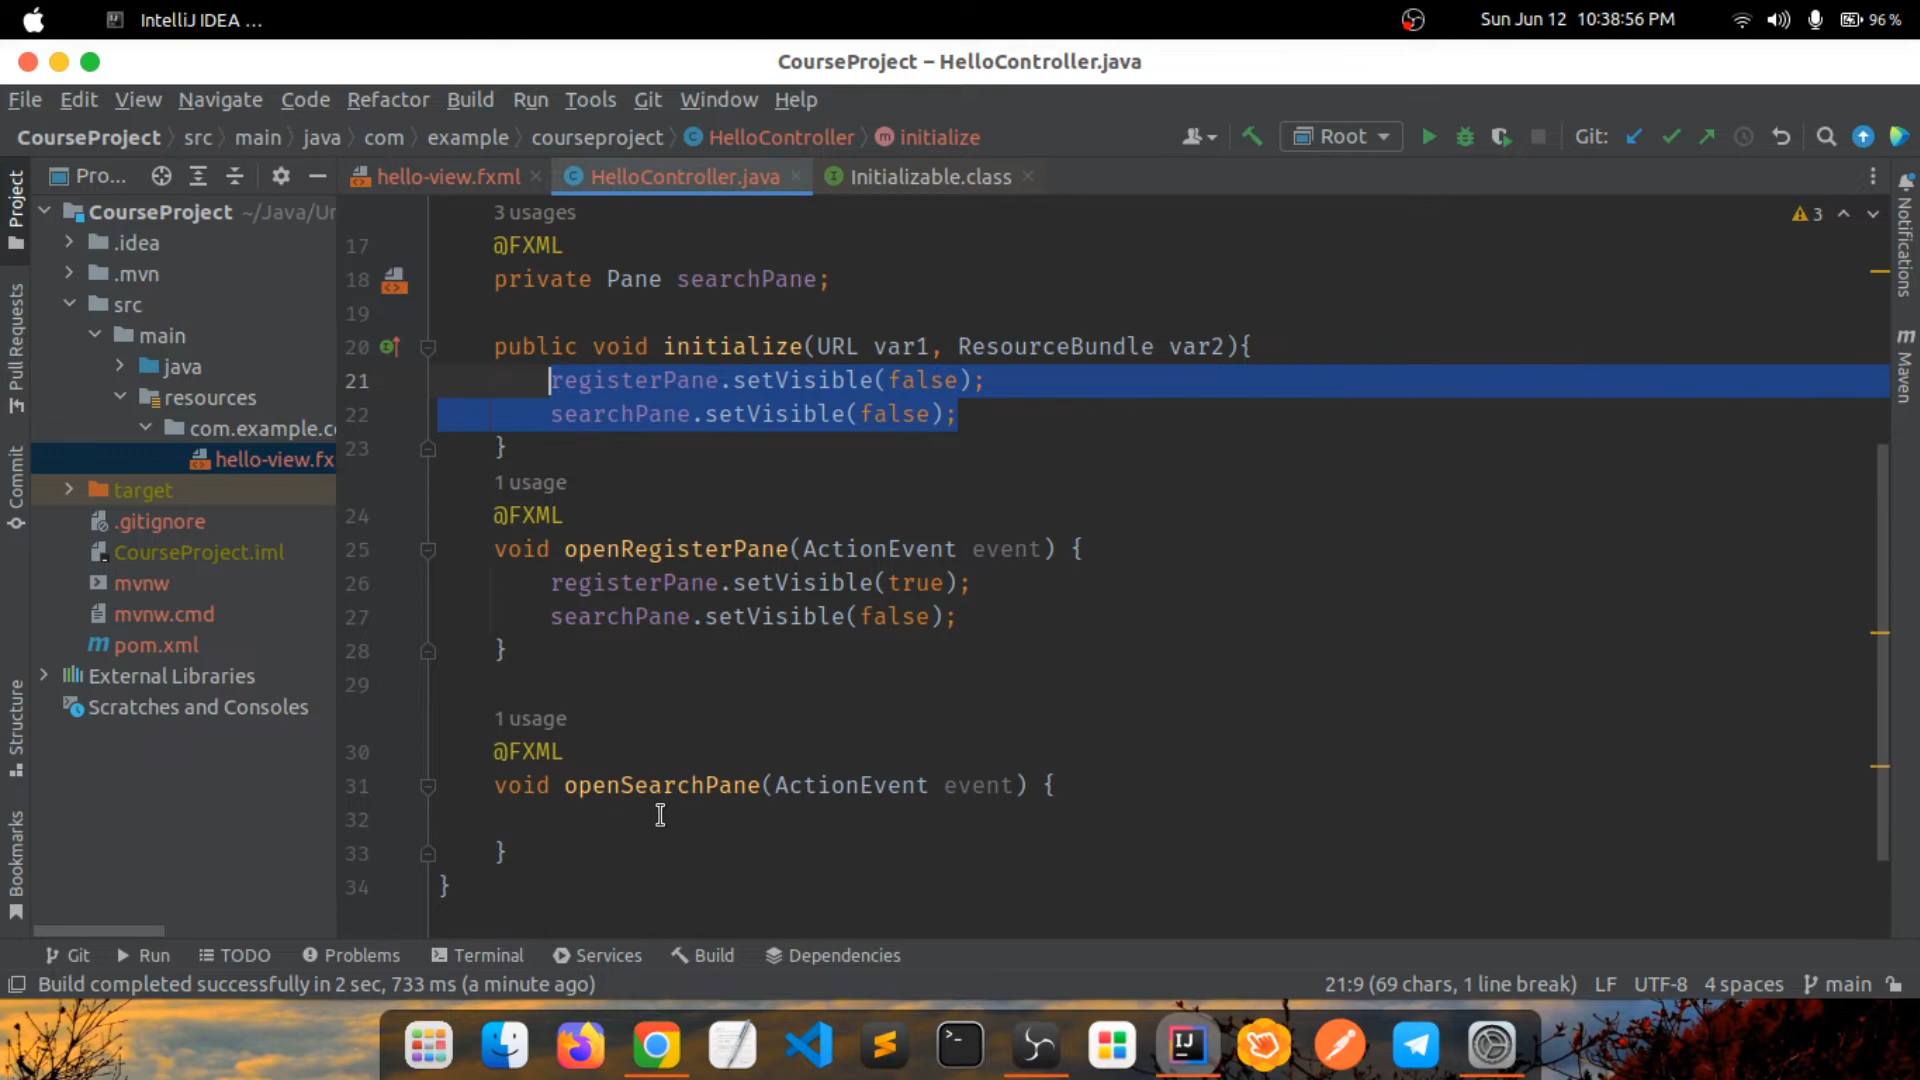 IntelliJ IDEA ...
Sun Jun 12 10:38:56 PM
96 %
CourseProject – HelloController.java
File Edit View Navigate Code Refactor Build Run Tools Git Window Help
CourseProject src main java com example courseproject HelloController initialize
Root
Git:
Pro...
hello-view.fxml
HelloController.java
Initializable.class
Project
Pull Requests
Commit
Structure
Bookmarks
CourseProject ~/Java/Ur
.idea
.mvn
src
main
java
resources
com.example.c
hello-view.fx
target
.gitignore
CourseProject.iml
mvnw
mvnw.cmd
pom.xml
External Libraries
Scratches and Consoles
3 usages
17 @FXML
18 private Pane searchPane;
19
20 public void initialize(URL var1, ResourceBundle var2){
21 registerPane.setVisible(false);
22 searchPane.setVisible(false);
23 }
1 usage
24 @FXML
25 void openRegisterPane(ActionEvent event) {
26 registerPane.setVisible(true);
27 searchPane.setVisible(false);
28 }
29
1 usage
30 @FXML
31 void openSearchPane(ActionEvent event) {
32
33 }
34 }
3
Notifications
Maven
Git Run TODO Problems Terminal Services Build Dependencies
Build completed successfully in 2 sec, 733 ms (a minute ago)
21:9 (69 chars, 1 line break) LF UTF-8 4 spaces main
IJ